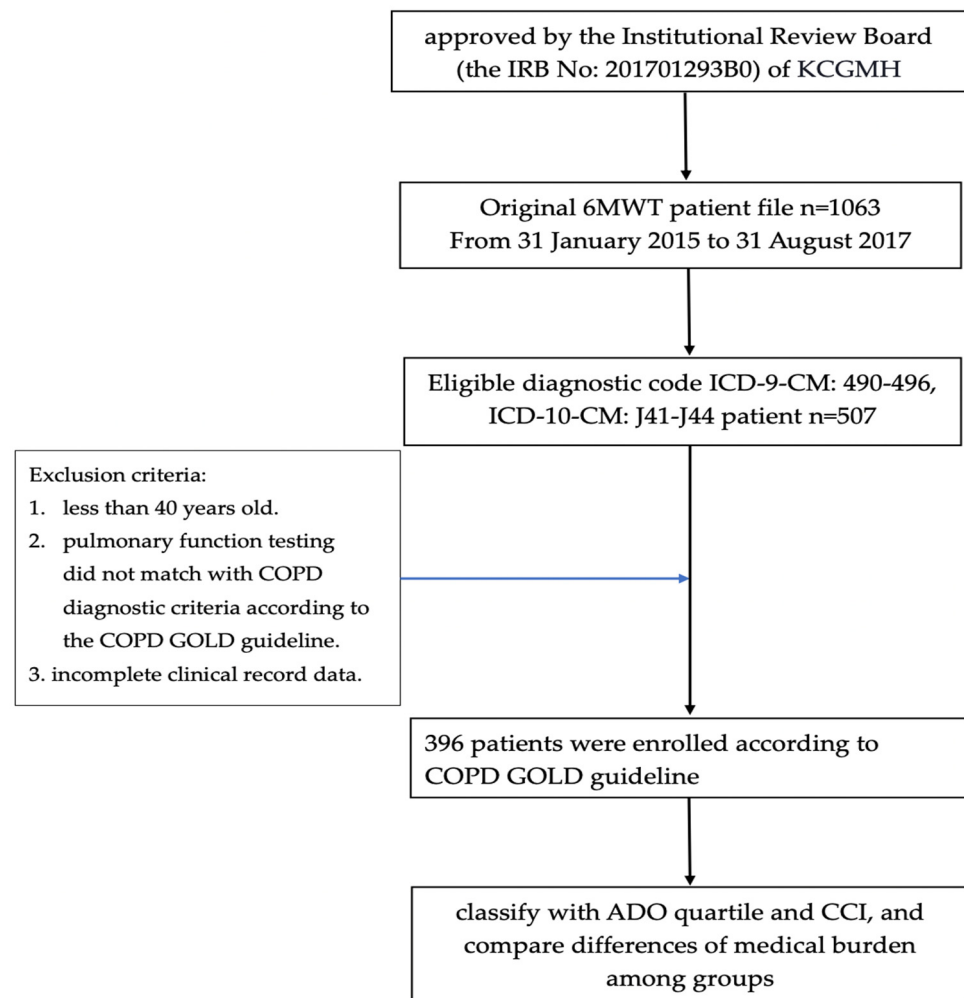 approved by the Institutional Review Board
(the IRB No: 201701293B0) of KCGMH
Original 6MWT patient file n=1063
From 31 January 2015 to 31 August 2017
Eligible diagnostic code ICD-9-CM: 490-496,
ICD-10-CM: J41-J44 patient n=507
Exclusion criteria:
1. less than 40 years old.
2. pulmonary function testing
did not match with COPD
diagnostic criteria according to
the COPD GOLD guideline.
3. incomplete clinical record data.
396 patients were enrolled according to
COPD GOLD guideline
classify with ADO quartile and CCI, and
compare differences of medical burden
among groups